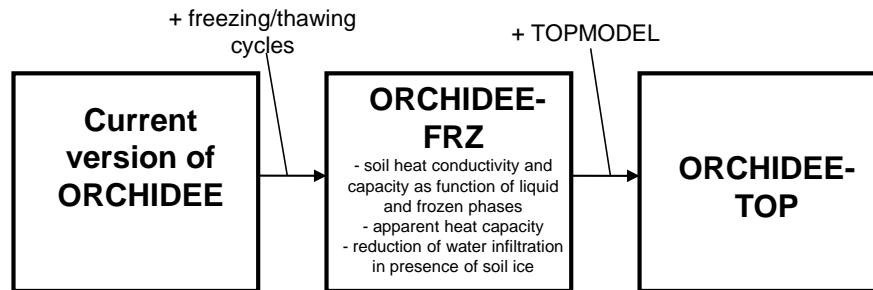 + freezing/thawing
cycles
+ TOPMODEL
Current
version of
ORCHIDEE
ORCHIDEE-
FRZ
- soil heat conductivity and
capacity as function of liquid
and frozen phases
- apparent heat capacity
- reduction of water infiltration
in presence of soil ice
ORCHIDEE-
TOP